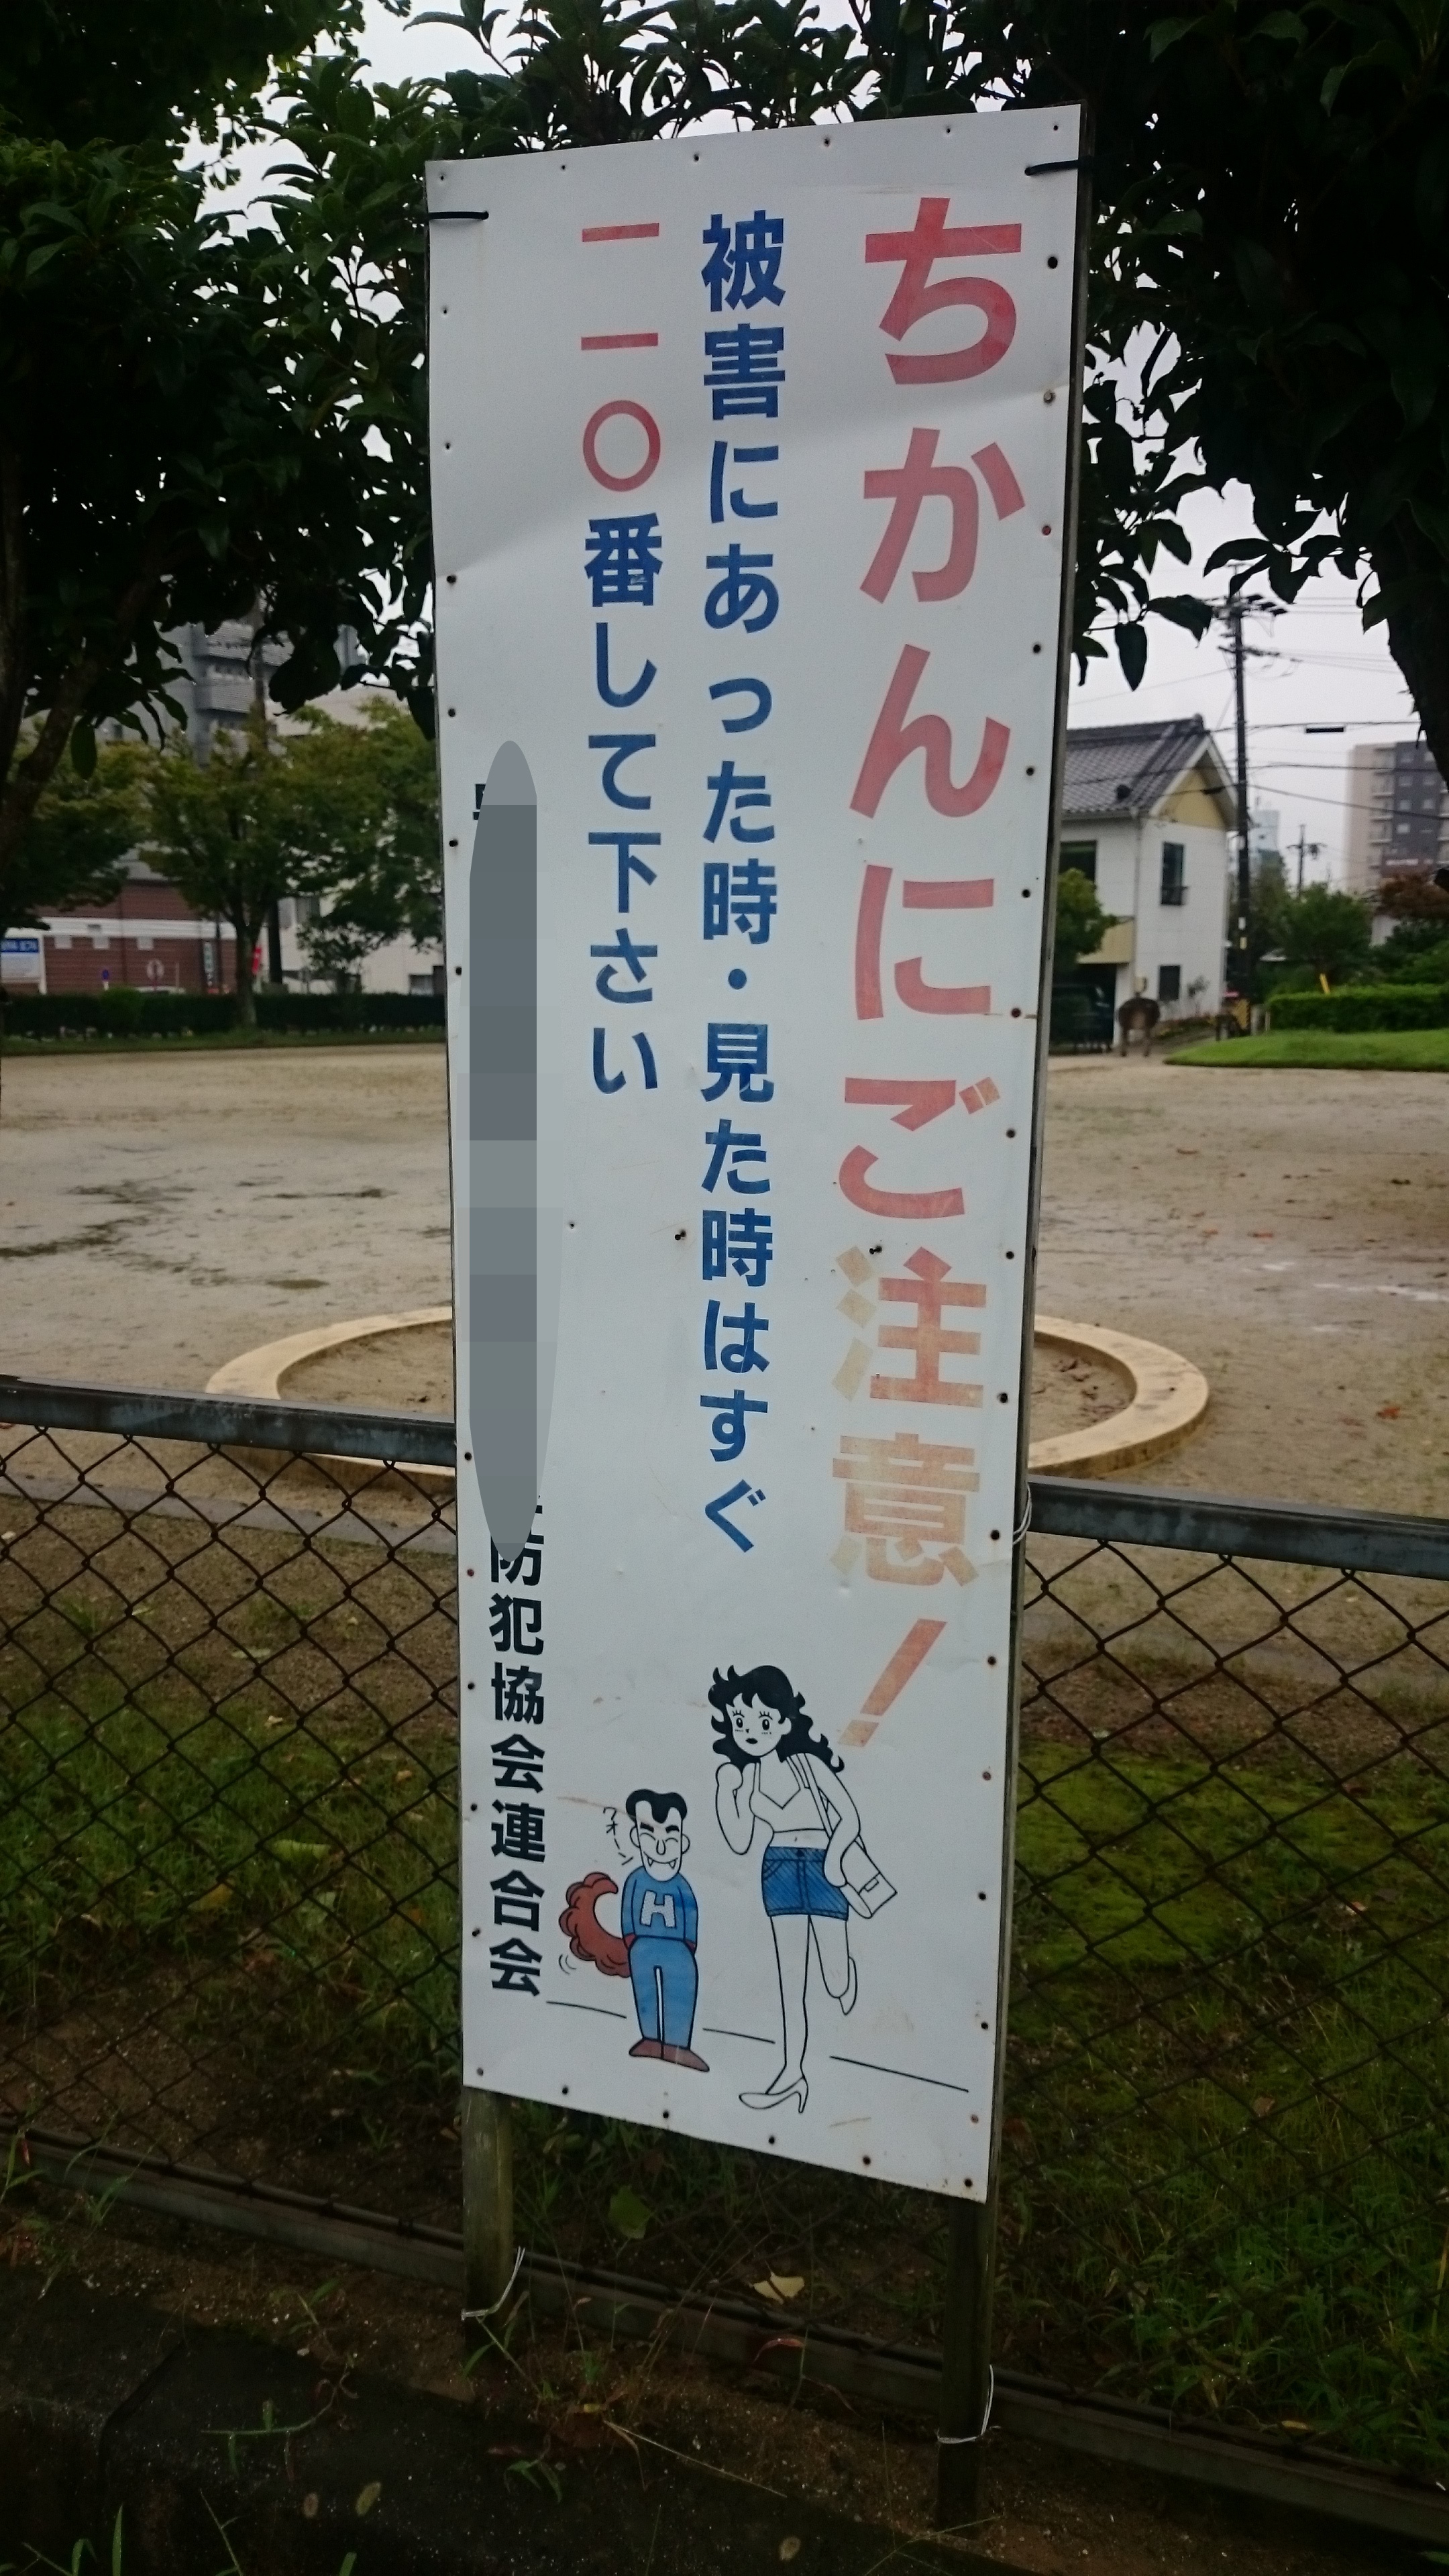 ちかんにご注意!
被害にあった時・見た時はすぐ
一一〇番して下さい
防犯協会連合会
ウォーン
H